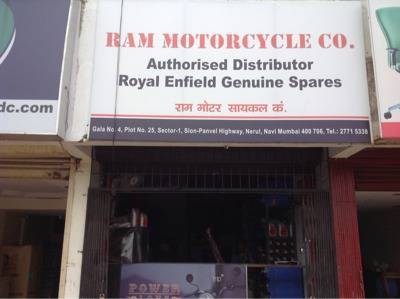 RAM MOTORCYCLE CO.
Authorised Distributor
Royal Enfield Genuine Spares
राम मोटर सायकल कं.
Gala No. 4, Plot No. 25, Sector-1, Sion-Panvel Highway, Nerul, Navi Mumbai 400 706, Tel.: 2771 5338
dc.com
POWER